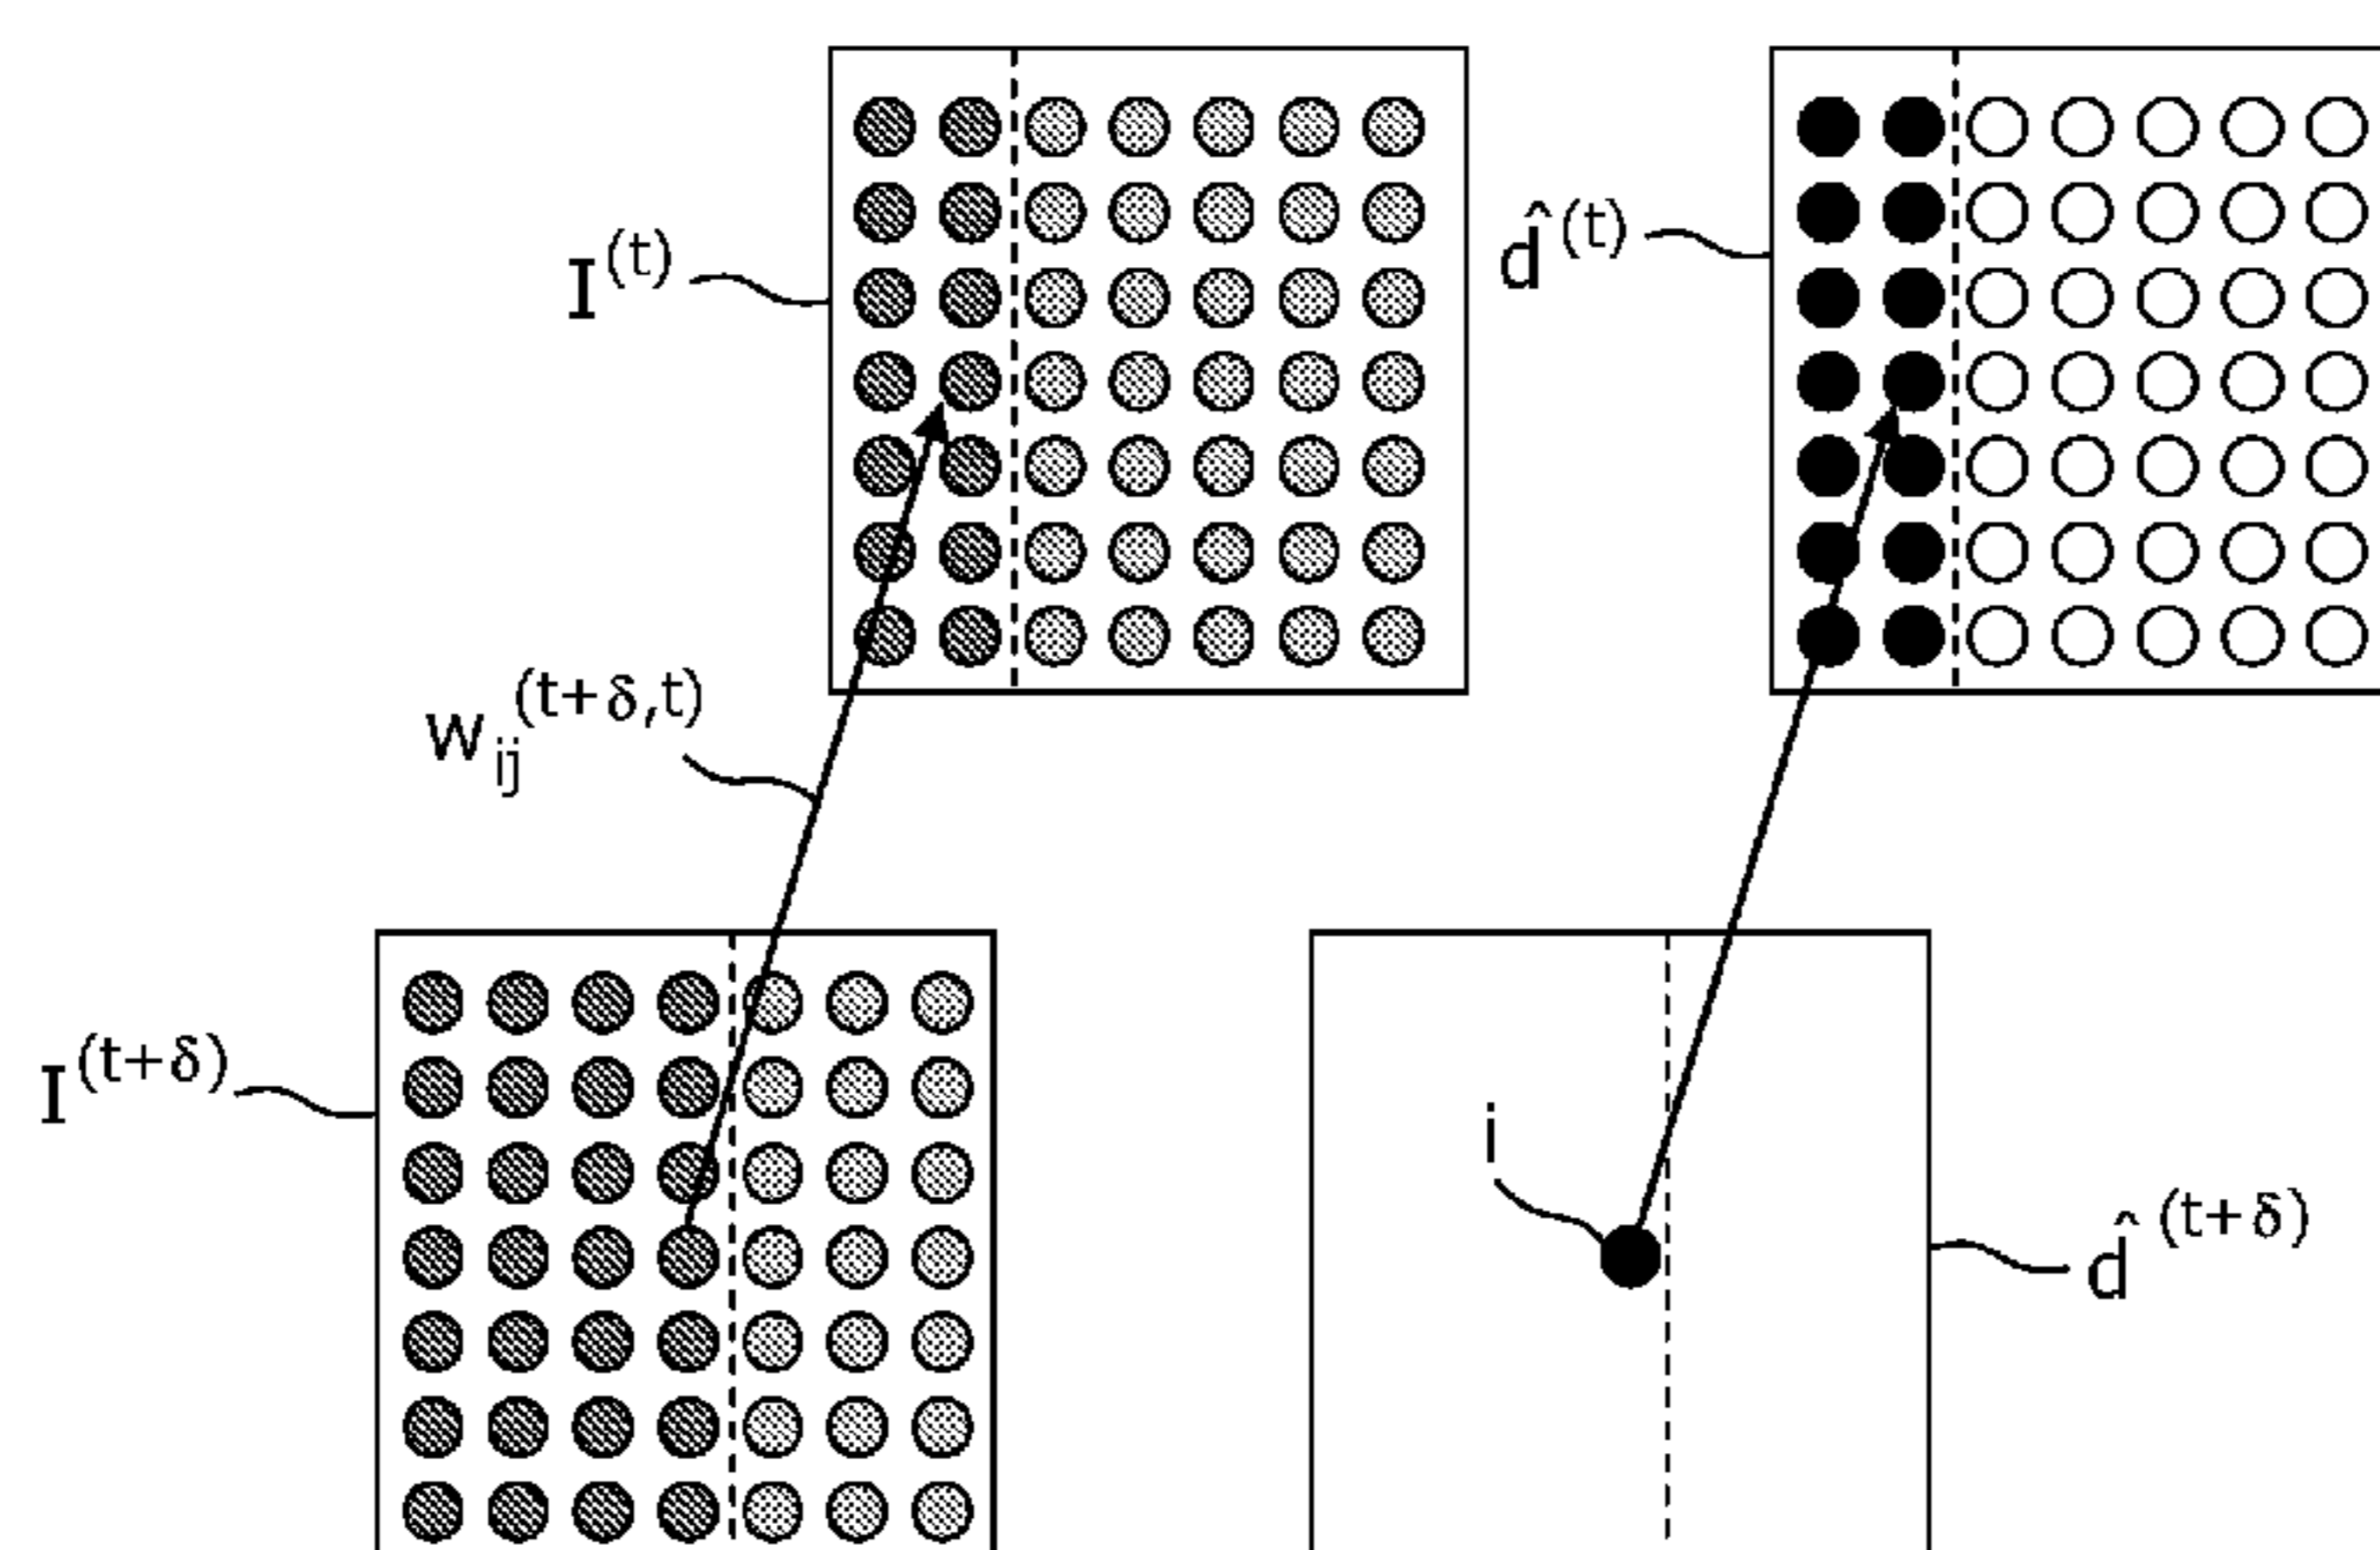 I(t)
d̂(t)
wij(t+δ,t)
I(t+δ)
i
d̂(t+δ)